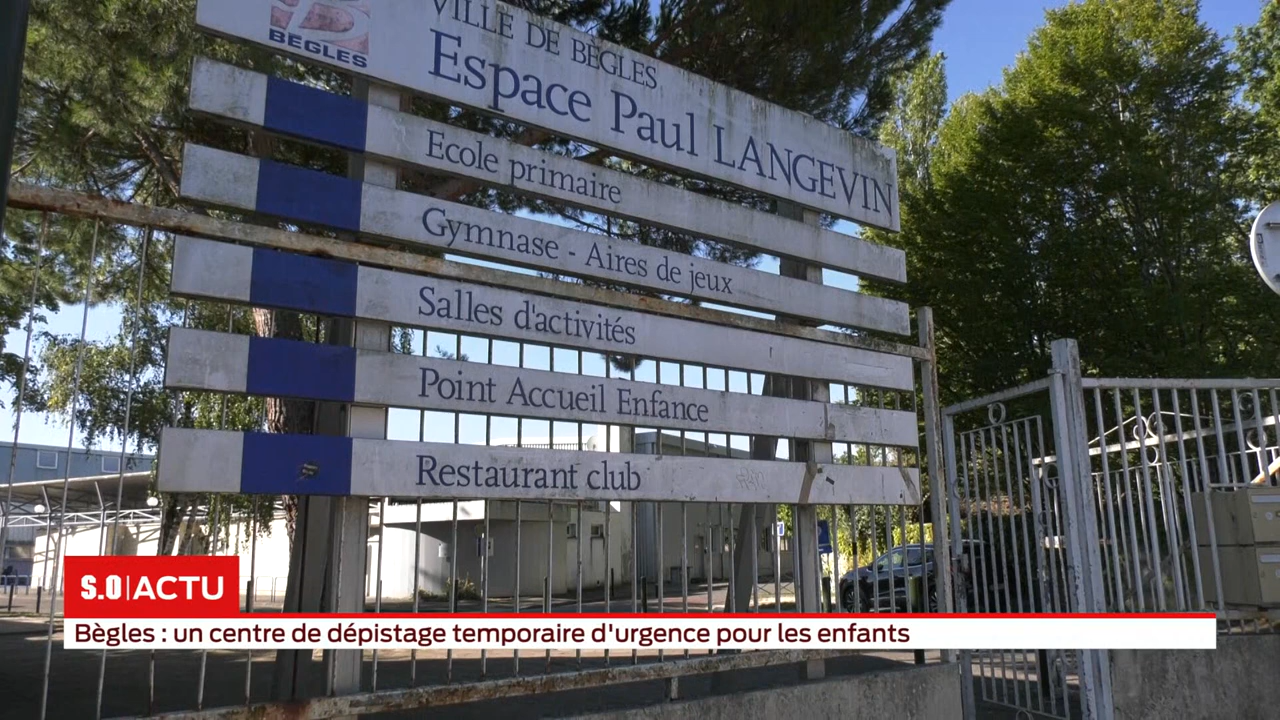 BEGLES
VILLE DE BÈGLES
Espace Paul LANGEVIN
Ecole primaire
Gymnase - Aires de jeux
Salles d'activités
Point Accueil Enfance
Restaurant club
S.O|ACTU
Bègles : un centre de dépistage temporaire d'urgence pour les enfants